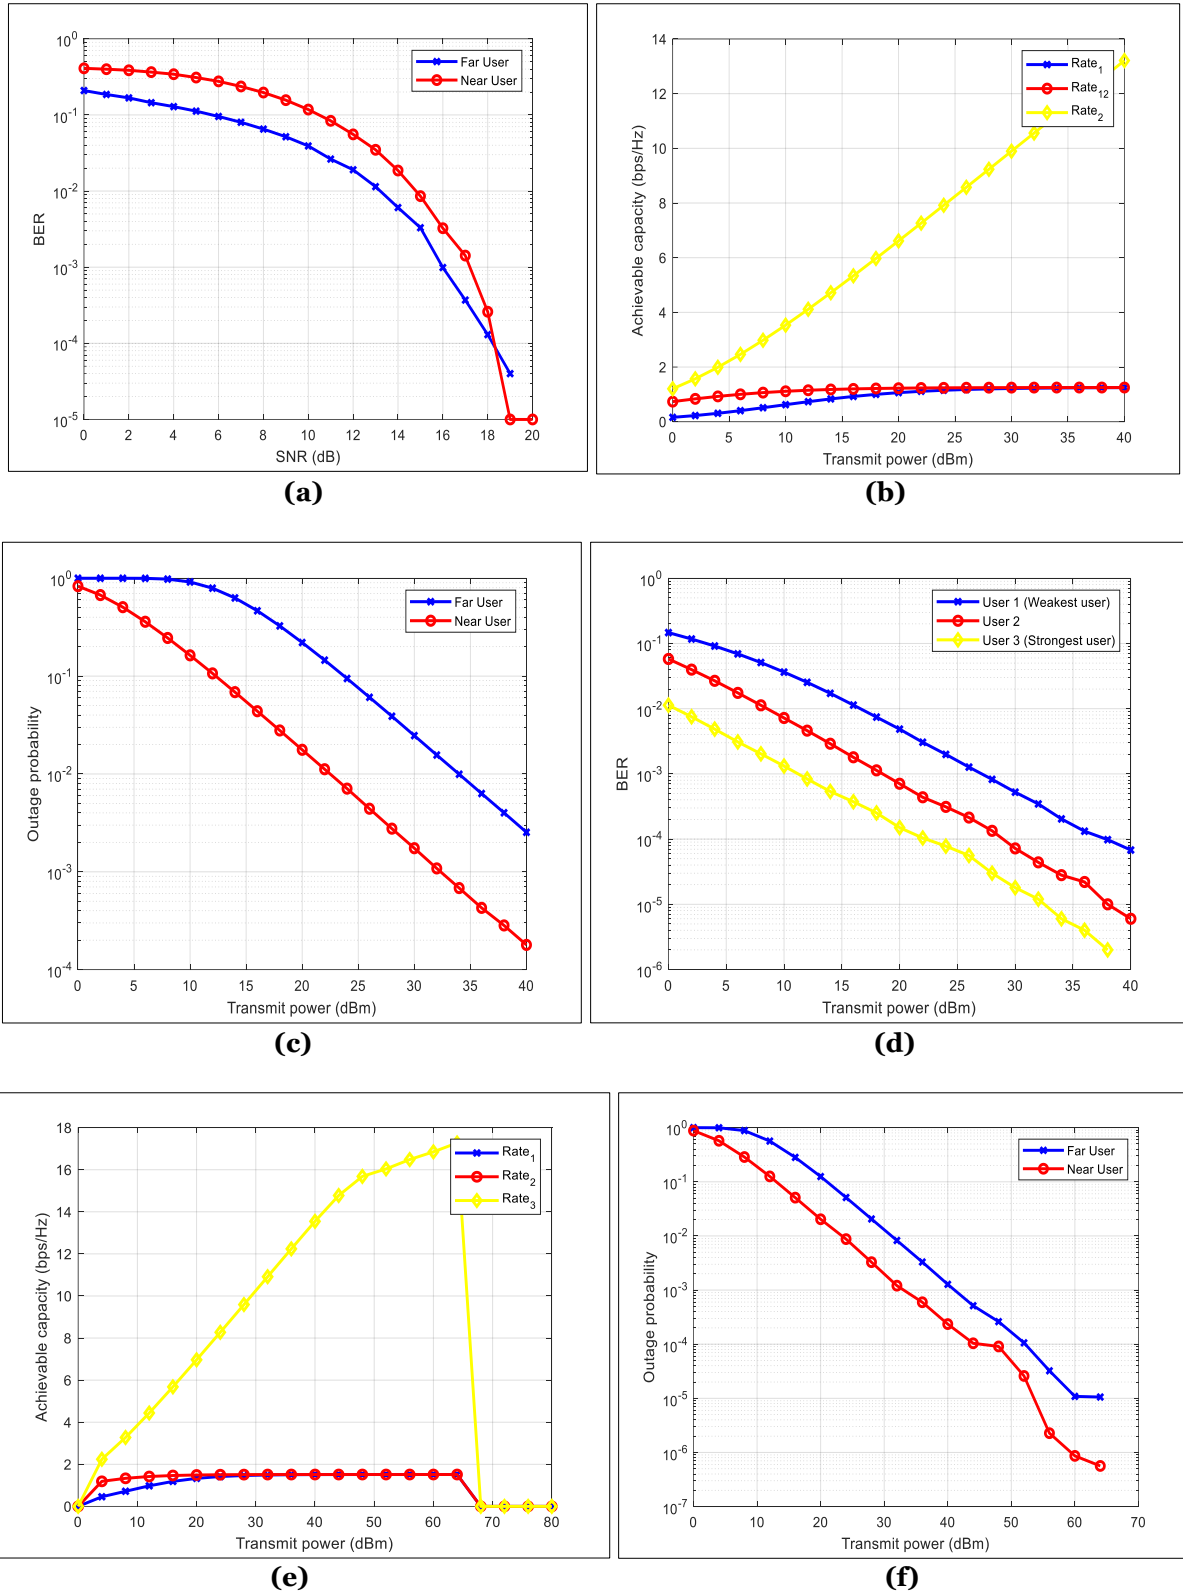 10^0
10^-1
10^-2
10^-3
10^-4
10^-5
BER
0 2 4 6 8 10 12 14 16 18 20
SNR (dB)
Far User
Near User
(a)
14
12
10
8
6
4
2
0
Achievable capacity (bps/Hz)
0 5 10 15 20 25 30 35 40
Transmit power (dBm)
Rate_1
Rate_12
Rate_2
(b)
10^0
10^-1
10^-2
10^-3
10^-4
Outage probability
0 5 10 15 20 25 30 35 40
Transmit power (dBm)
Far User
Near User
(c)
10^0
10^-1
10^-2
10^-3
10^-4
10^-5
10^-6
BER
0 5 10 15 20 25 30 35 40
Transmit power (dBm)
User 1 (Weakest user)
User 2
User 3 (Strongest user)
(d)
18
16
14
12
10
8
6
4
2
0
Achievable capacity (bps/Hz)
0 10 20 30 40 50 60 70 80
Transmit power (dBm)
Rate_1
Rate_2
Rate_3
(e)
10^0
10^-1
10^-2
10^-3
10^-4
10^-5
10^-6
10^-7
Outage probability
0 10 20 30 40 50 60 70
Transmit power (dBm)
Far User
Near User
(f)